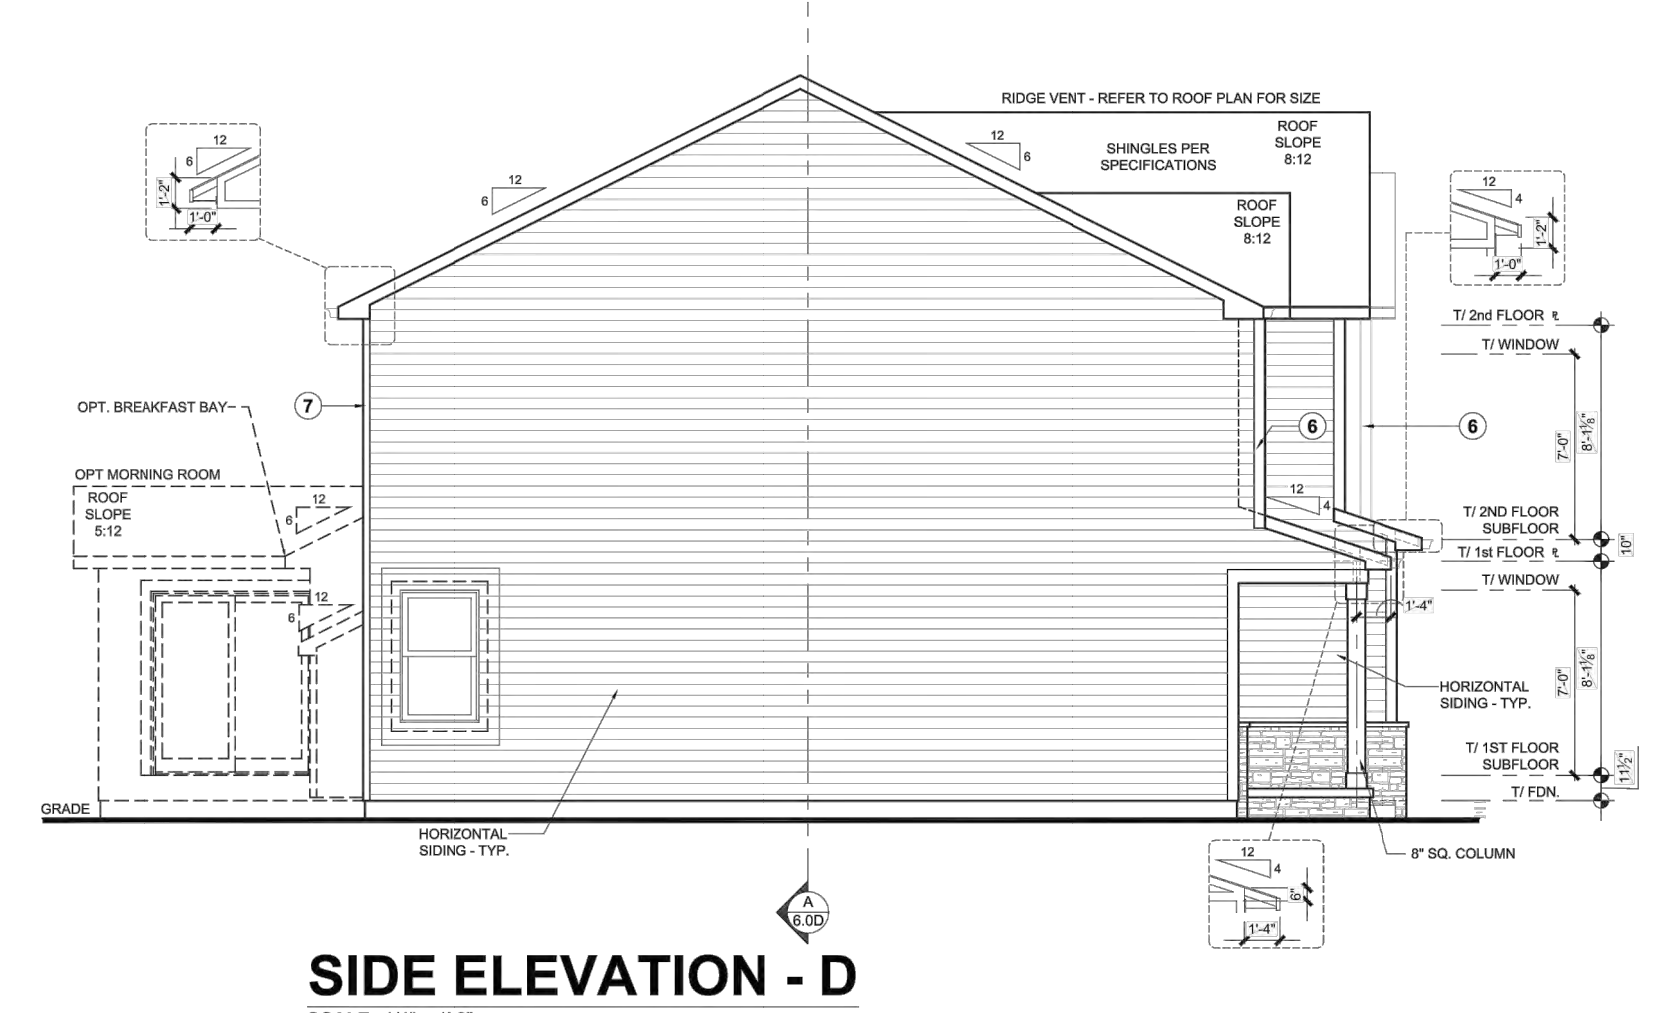 RIDGE VENT - REFER TO ROOF PLAN FOR SIZE
ROOF
SLOPE
8:12
SHINGLES PER
SPECIFICATIONS
12
6
12
6
1'-2"
1'-0"
12
6
ROOF
SLOPE
8:12
12
4
1'-2"
1'-0"
T/ 2nd FLOOR ℙL
T/ WINDOW
7
OPT. BREAKFAST BAY
6
6
7'-0"
8'-1⅛"
OPT MORNING ROOM
ROOF
SLOPE
5:12
12
6
12
4
T/ 2ND FLOOR
SUBFLOOR
10"
T/ 1st FLOOR ℙL
T/ WINDOW
12
6
1'-4"
7'-0"
8'-1⅛"
HORIZONTAL
SIDING - TYP.
T/ 1ST FLOOR
SUBFLOOR
11½"
T/ FDN.
GRADE
HORIZONTAL
SIDING - TYP.
8" SQ. COLUMN
12
4
6"
1'-4"
A
6.0D
SIDE ELEVATION - D